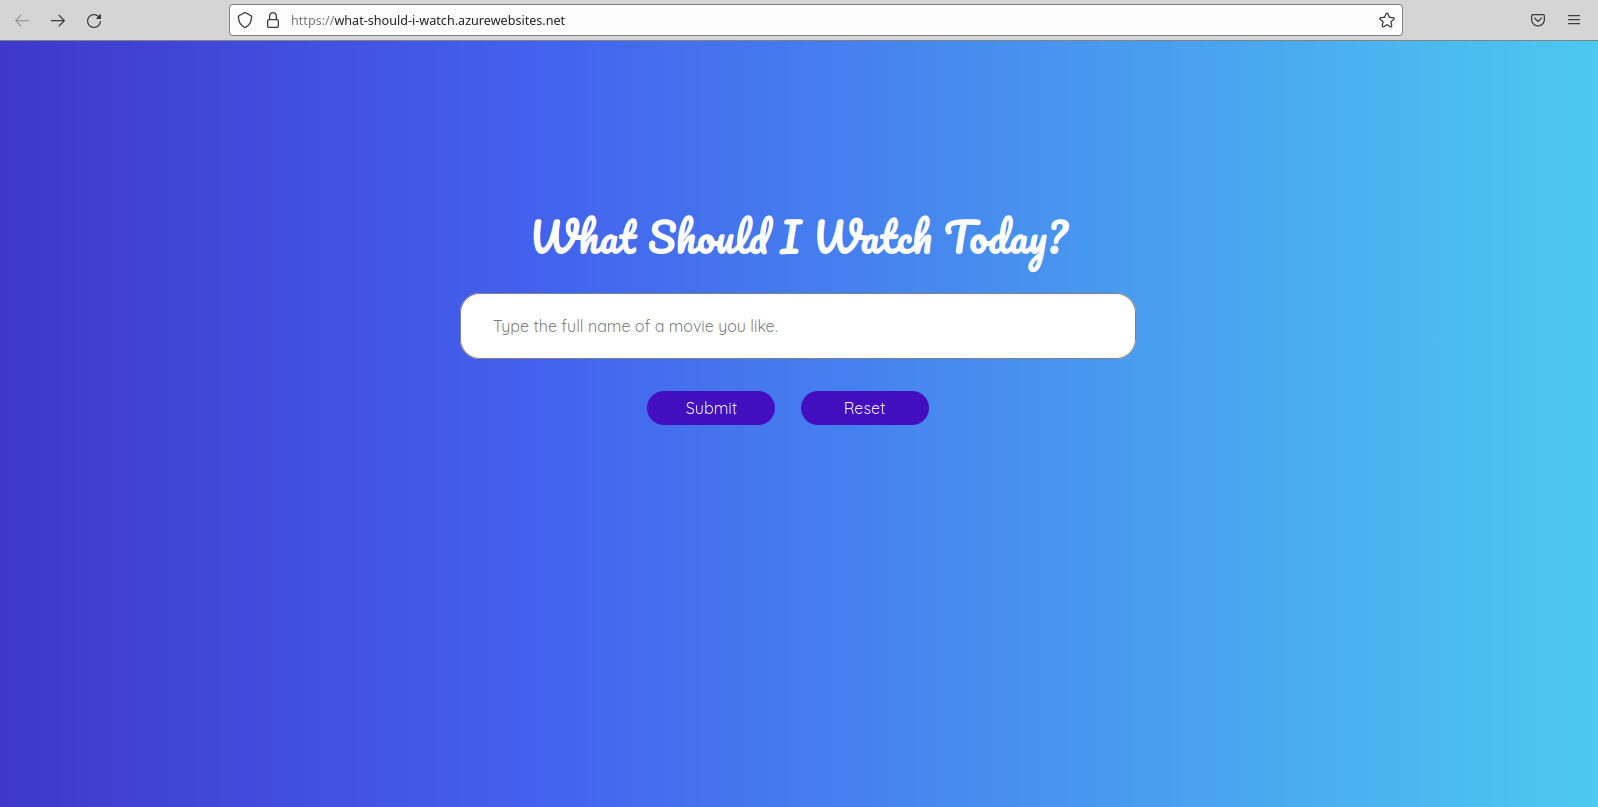 https://what-should-i-watch.azurewebsites.net
What Should I Watch Today?
Type the full name of a movie you like.
Submit
Reset